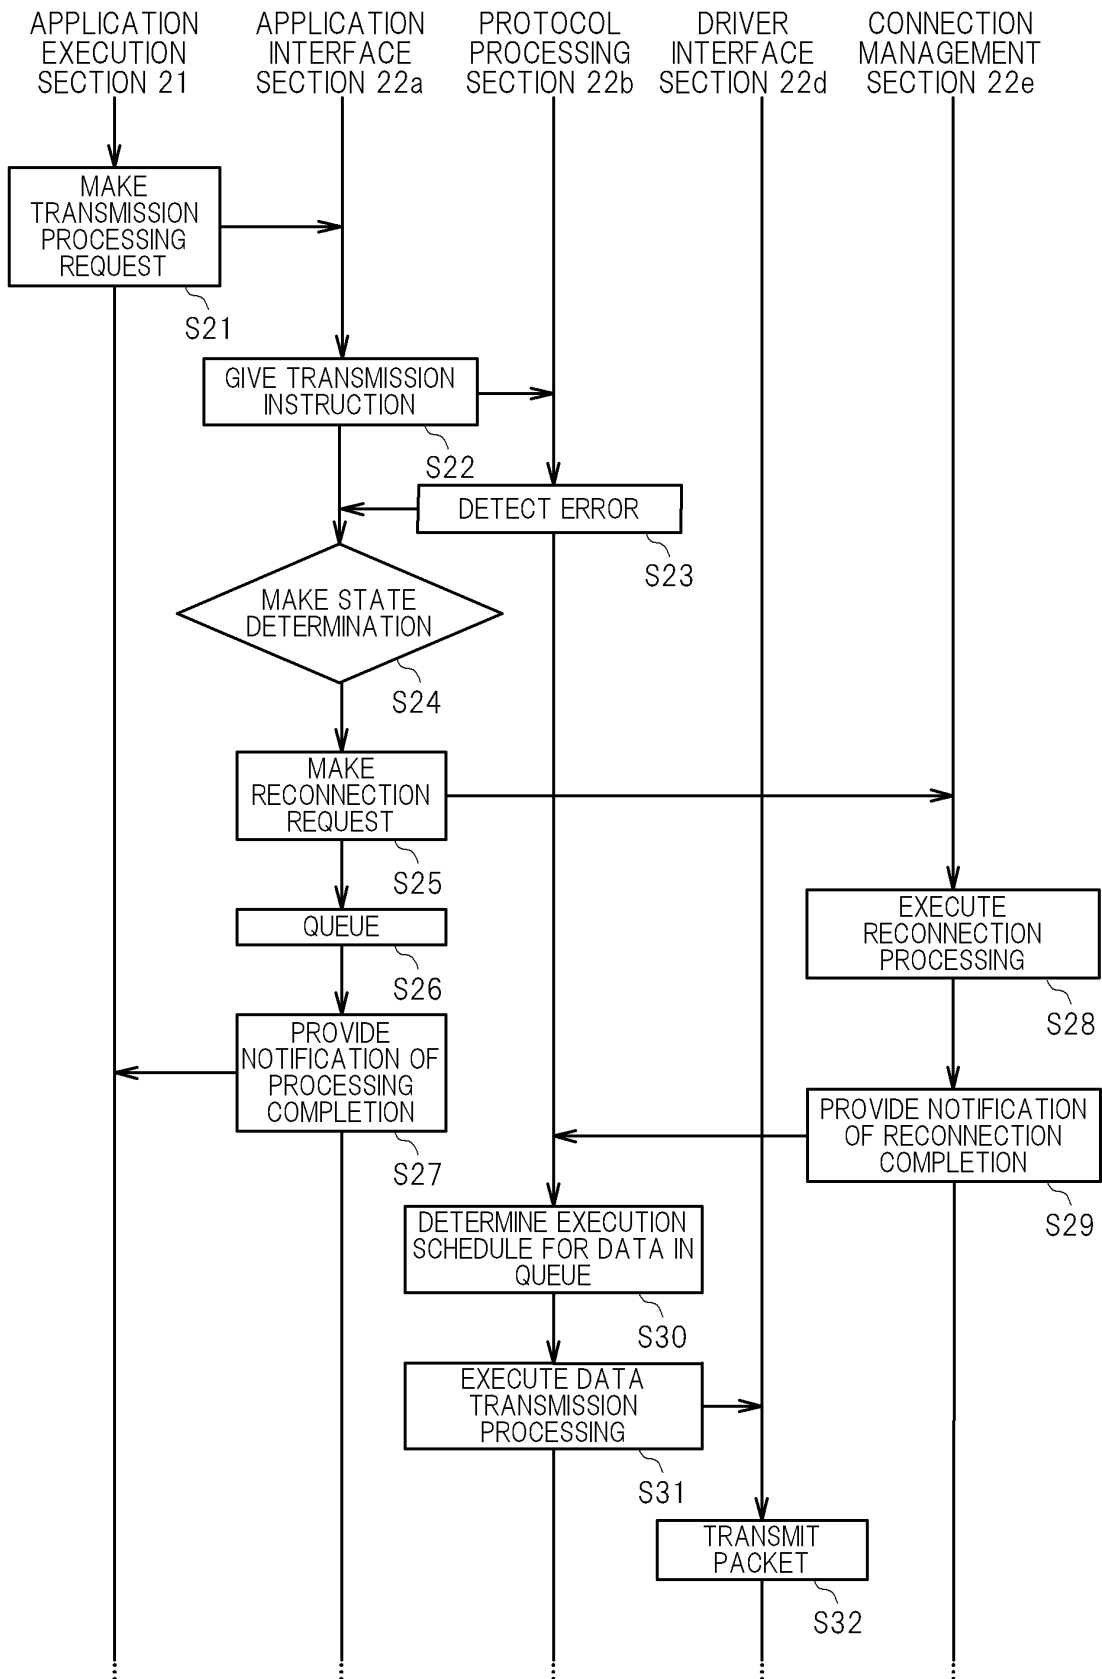 APPLICATION
EXECUTION
SECTION 21
APPLICATION
INTERFACE
SECTION 22a
PROTOCOL
PROCESSING
SECTION 22b
DRIVER
INTERFACE
SECTION 22d
CONNECTION
MANAGEMENT
SECTION 22e
MAKE
TRANSMISSION
PROCESSING
REQUEST
S21
GIVE TRANSMISSION
INSTRUCTION
S22
DETECT ERROR
S23
MAKE STATE
DETERMINATION
S24
MAKE
RECONNECTION
REQUEST
S25
QUEUE
S26
EXECUTE
RECONNECTION
PROCESSING
S28
PROVIDE
NOTIFICATION OF
PROCESSING
COMPLETION
S27
PROVIDE NOTIFICATION
OF RECONNECTION
COMPLETION
S29
DETERMINE EXECUTION
SCHEDULE FOR DATA IN
QUEUE
S30
EXECUTE DATA
TRANSMISSION
PROCESSING
S31
TRANSMIT
PACKET
S32